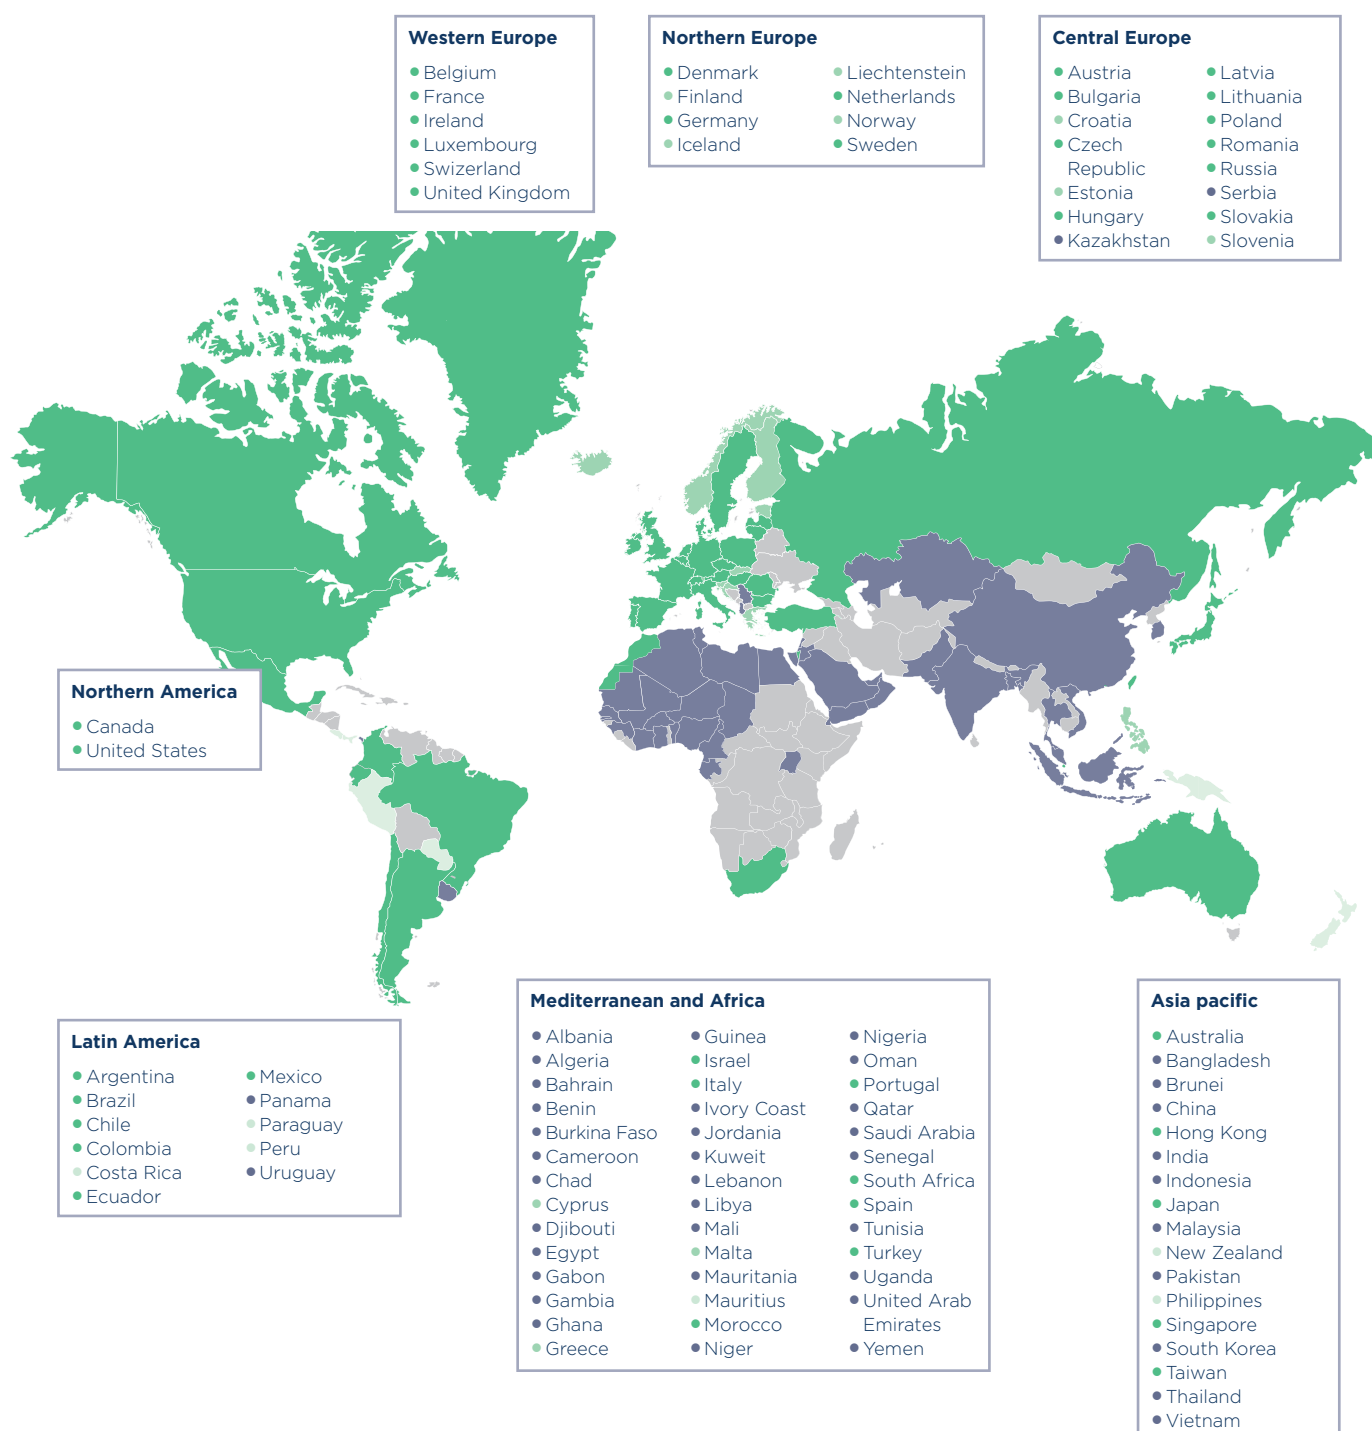 Western Europe
Belgium
France
Ireland
Luxembourg
Swizerland
United Kingdom
Northern Europe
Denmark
Finland
Germany
Iceland
Liechtenstein
Netherlands
Norway
Sweden
Central Europe
Austria
Bulgaria
Croatia
Czech
Republic
Estonia
Hungary
Kazakhstan
Latvia
Lithuania
Poland
Romania
Russia
Serbia
Slovakia
Slovenia
Northern America
Canada
United States
Latin America
Argentina
Brazil
Chile
Colombia
Costa Rica
Ecuador
Mexico
Panama
Paraguay
Peru
Uruguay
Mediterranean and Africa
Albania
Algeria
Bahrain
Benin
Burkina Faso
Cameroon
Chad
Cyprus
Djibouti
Egypt
Gabon
Gambia
Ghana
Greece
Guinea
Israel
Italy
Ivory Coast
Jordania
Kuweit
Lebanon
Libya
Mali
Malta
Mauritania
Mauritius
Morocco
Niger
Nigeria
Oman
Portugal
Qatar
Saudi Arabia
Senegal
South Africa
Spain
Tunisia
Turkey
Uganda
United Arab
Emirates
Yemen
Asia pacific
Australia
Bangladesh
Brunei
China
Hong Kong
India
Indonesia
Japan
Malaysia
New Zealand
Pakistan
Philippines
Singapore
South Korea
Taiwan
Thailand
Vietnam